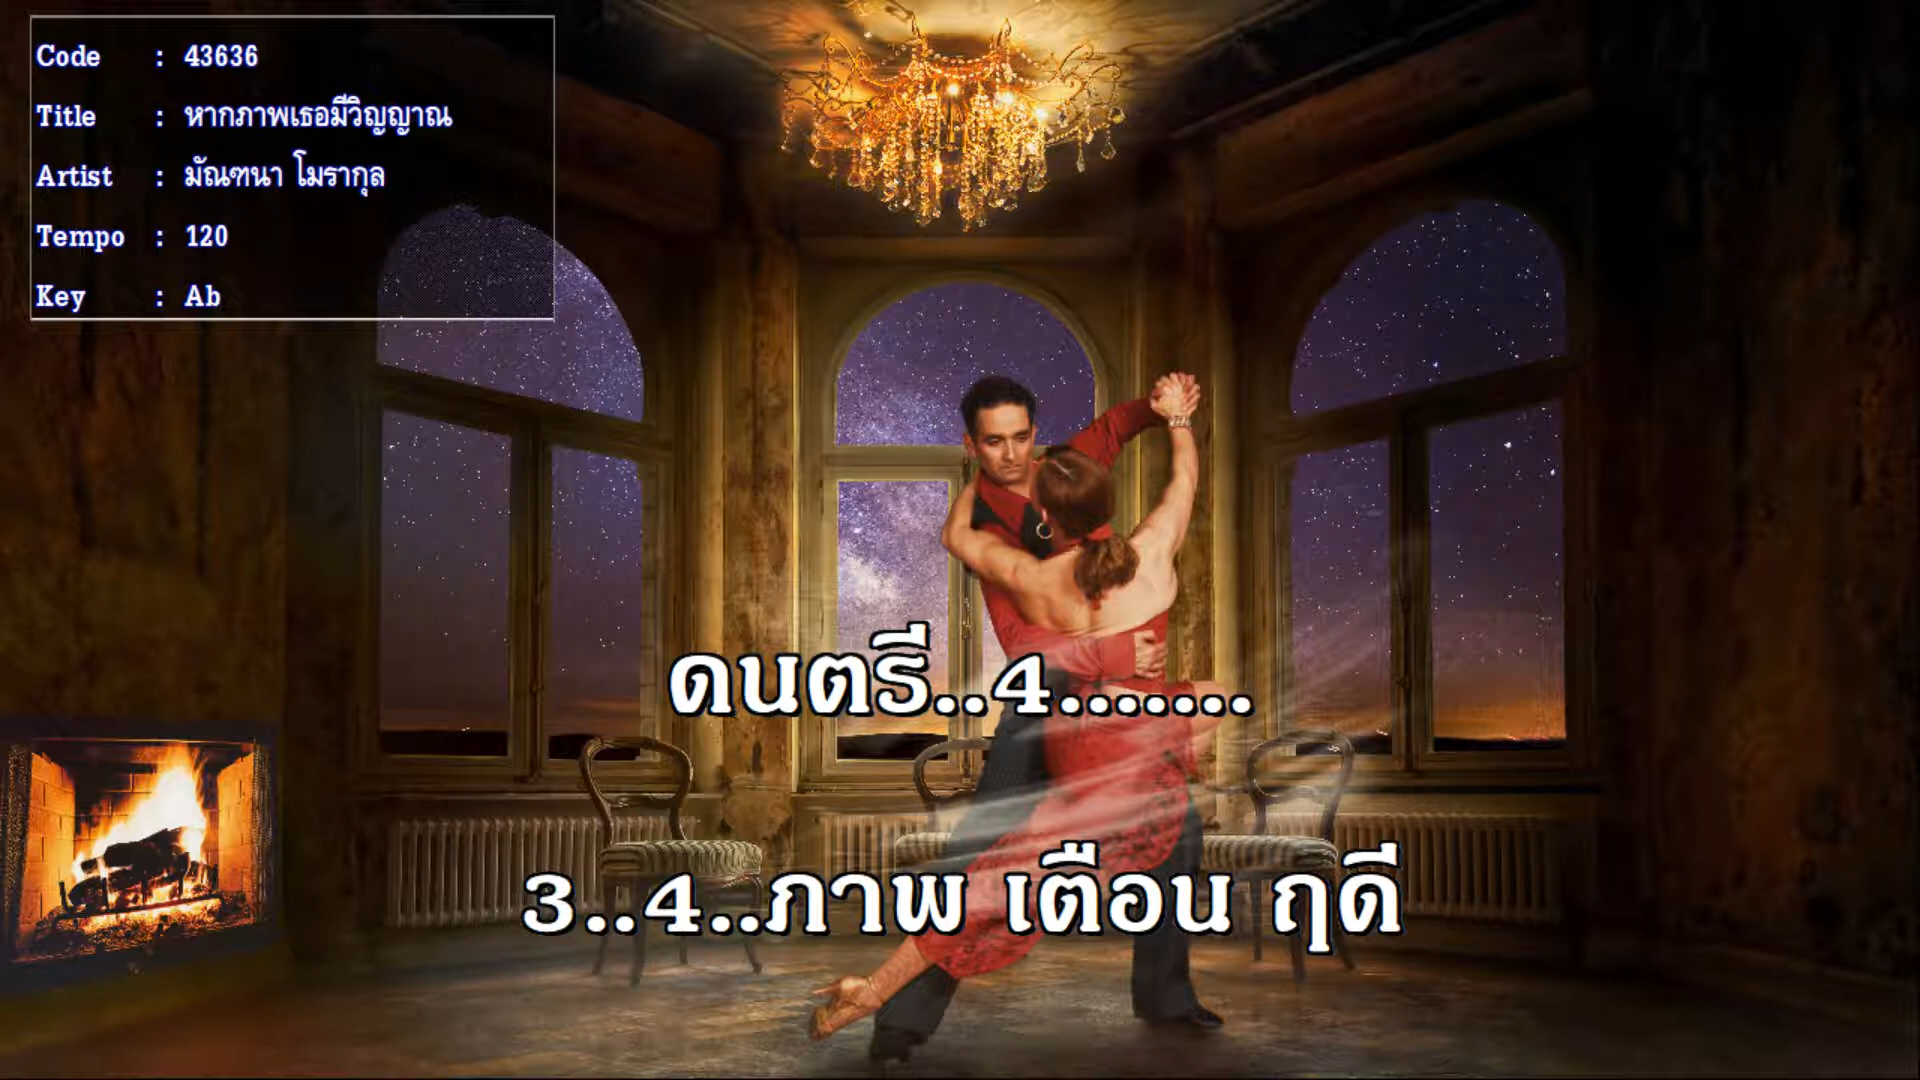 Code : 43636
Title : หากภาพเธอมีวิญญาณ
Artist : มัณฑนา โมรากุล
Tempo : 120
Key : Ab
ดนตรี..4.......
3..4..ภาพ เตือน ฤดี